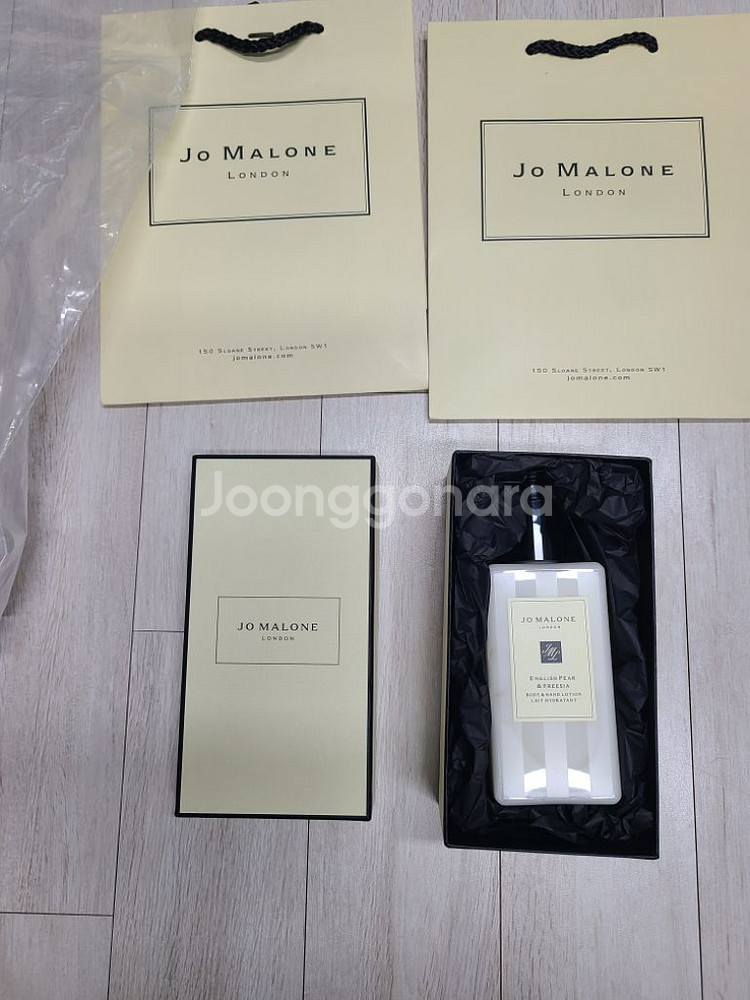 JO MALONE
LONDON
150 SLOANE STREET, LONDON SW1
jomalone.com
JO MALONE
LONDON
150 SLOANE STREET, LONDON SW1
jomalone.com
Joonggonara
JO MALONE
LONDON
JO MALONE
LONDON
ENGLISH PEAR
& FREESIA
BODY & HAND LOTION
LAIT HYDRATANT